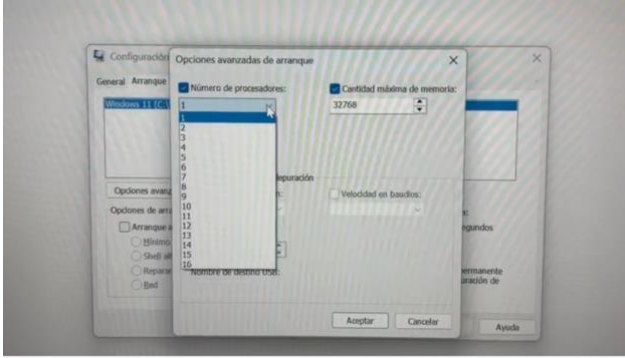 Configuración
Opciones avanzadas de arranque
General Arranque
Número de procesadores:
Cantidad máxima de memoria:
Windows 11 (C:\
1
32768
1
2
3
4
5
6
7
8
9
10
11
12
13
14
15
16
depuración
Velocidad en baudios:
Opciones avanz
Opciones de arra
Arranque a
Mínimo
Shell alt
Reparar
Red
egundos
Nombre de destino USB:
ermanente
uración de
Aceptar
Cancelar
Ayuda